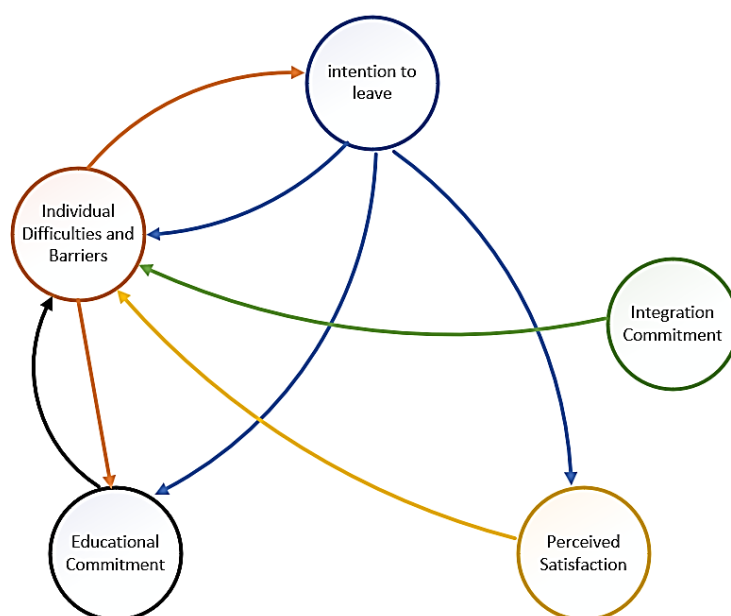 intention to
leave
Individual
Difficulties and
Barriers
Integration
Commitment
Educational
Commitment
Perceived
Satisfaction